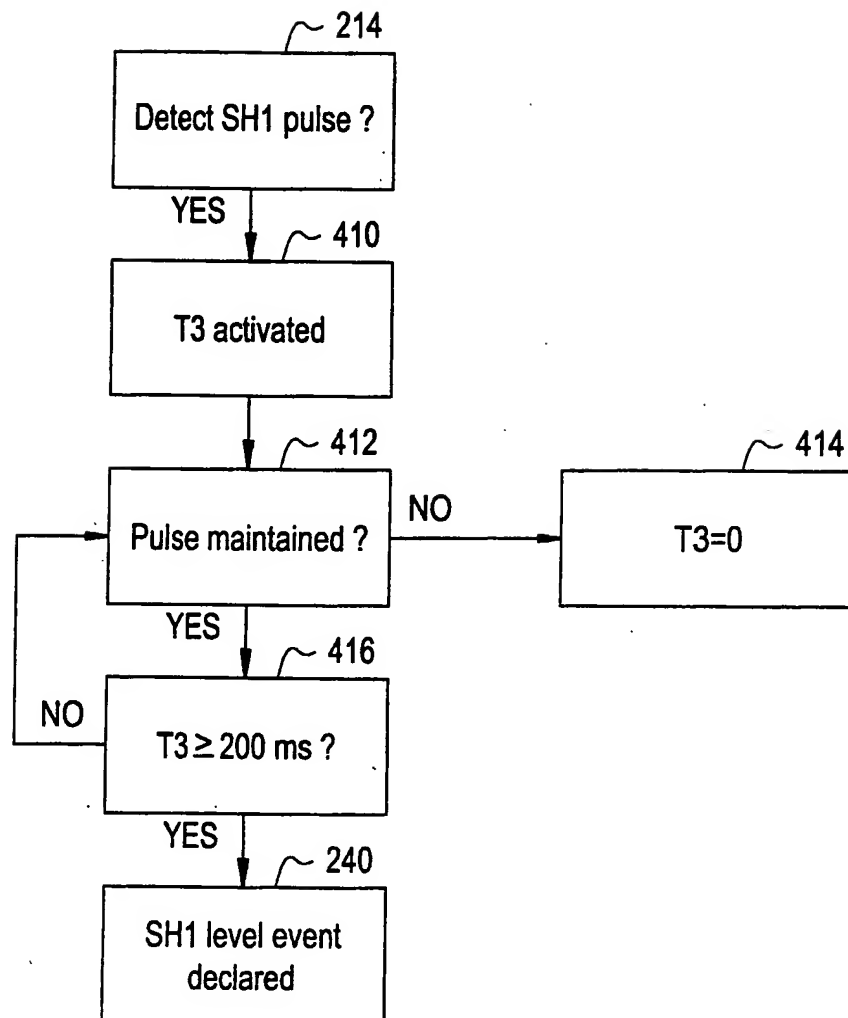 214
Detect SH1 pulse ?
YES
410
T3 activated
412
Pulse maintained ?
NO
414
T3=0
YES
416
NO
T3≥200 ms ?
YES
240
SH1 level event
declared